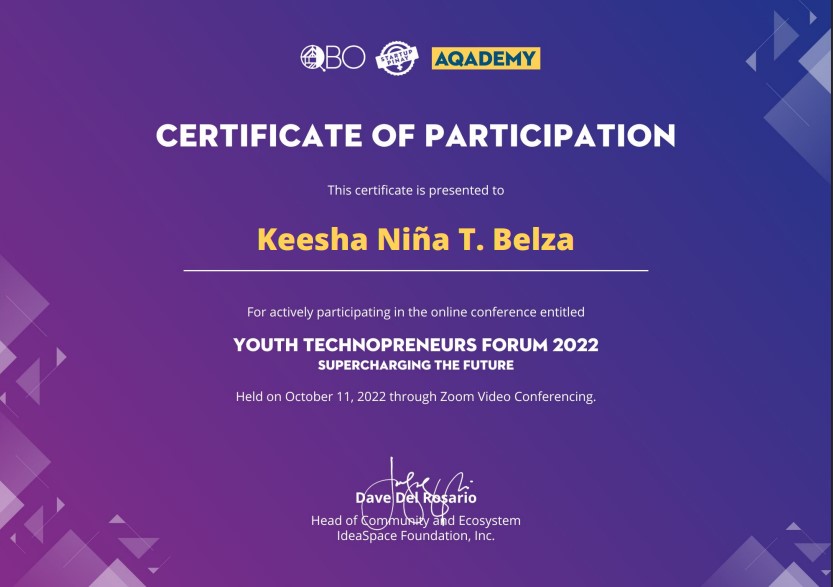 QBO STARTUP PINAY AQADEMY
CERTIFICATE OF PARTICIPATION
This certificate is presented to
Keesha Niña T. Belza
For actively participating in the online conference entitled
YOUTH TECHNOPRENEURS FORUM 2022
SUPERCHARGING THE FUTURE
Held on October 11, 2022 through Zoom Video Conferencing.
Dave Del Rosario
Head of Community and Ecosystem
IdeaSpace Foundation, Inc.